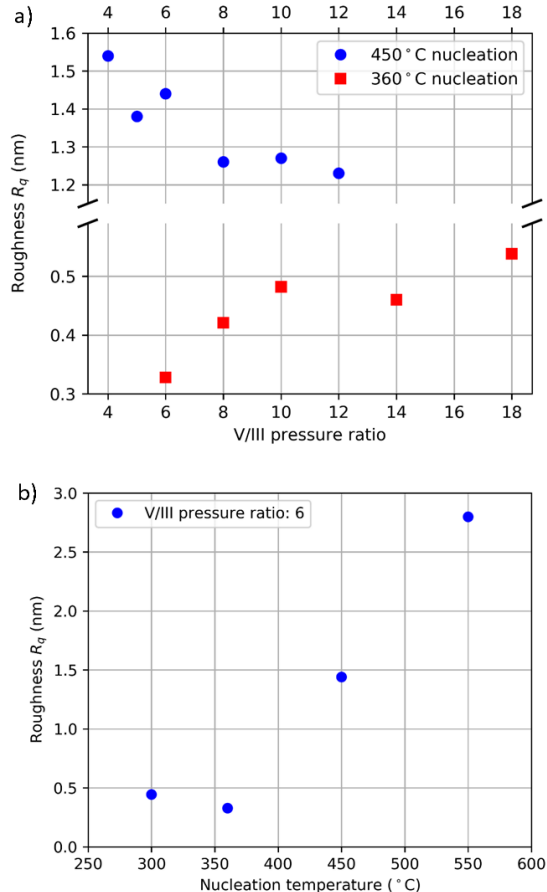 a)
4 6 8 10 12 14 16 18
1.6
1.5
1.4
1.3
1.2
0.5
0.4
0.3
Roughness R_q (nm)
450°C nucleation
360°C nucleation
4 6 8 10 12 14 16 18
V/III pressure ratio
b)
3.0
2.5
2.0
1.5
1.0
0.5
0.0
Roughness R_q (nm)
V/III pressure ratio: 6
250 300 350 400 450 500 550 600
Nucleation temperature (°C)